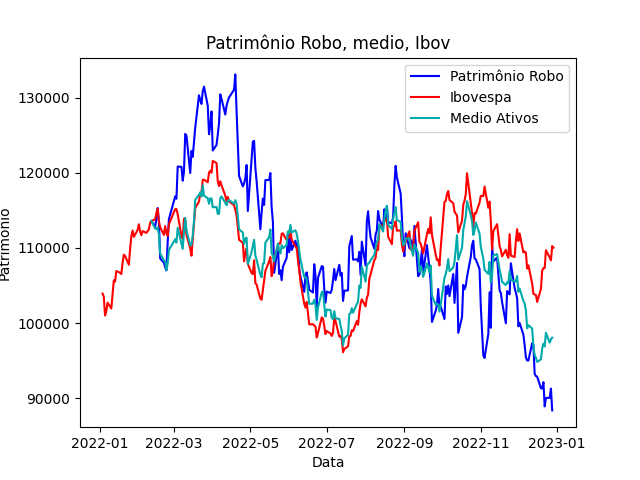 Patrimônio Robo, medio, Ibov
Patrimônio Robo
Ibovespa
Medio Ativos
130000
120000
110000
100000
90000
Patrimonio
2022-01 2022-03 2022-05 2022-07 2022-09 2022-11 2023-01
Data